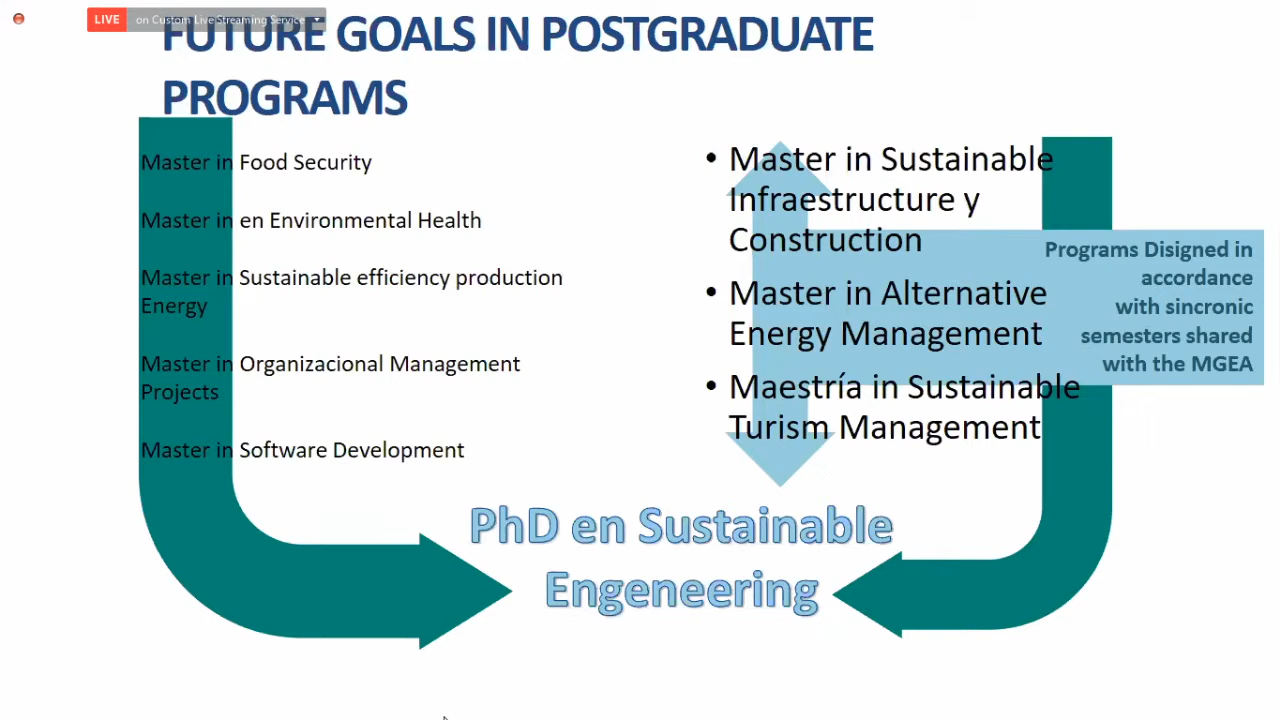 LIVE on Custom Live Streaming Service
FUTURE GOALS IN POSTGRADUATE
PROGRAMS
Master in Food Security
Master in en Environmental Health
Master in Sustainable efficiency production
Energy
Master in Organizacional Management
Projects
Master in Software Development
• Master in Sustainable
Infraestructure y
Construction
• Master in Alternative
Energy Management
• Maestría in Sustainable
Turism Management
Programs Disigned in
accordance
with sincronic
semesters shared
with the MGEA
PhD en Sustainable
Engeneering